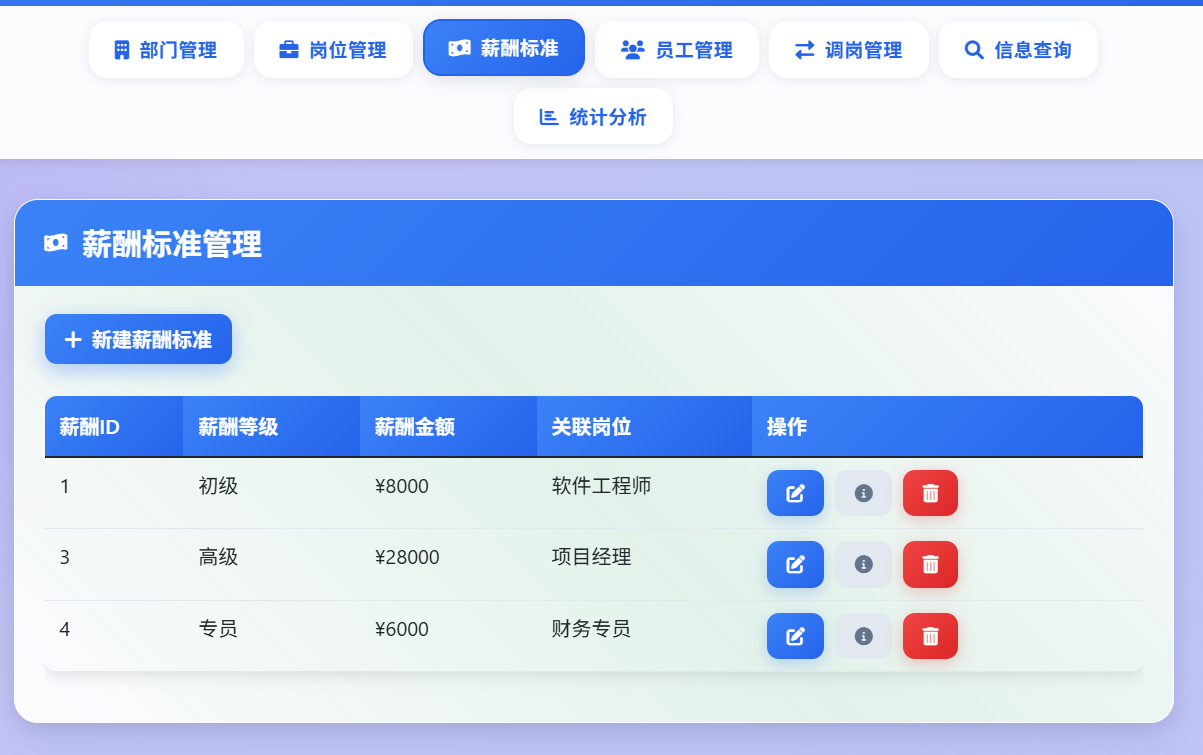 部门管理 岗位管理 薪酬标准 员工管理 调岗管理 信息查询
统计分析
薪酬标准管理
新建薪酬标准
薪酬ID 薪酬等级 薪酬金额 关联岗位 操作
1 初级 ¥8000 软件工程师
3 高级 ¥28000 项目经理
4 专员 ¥6000 财务专员